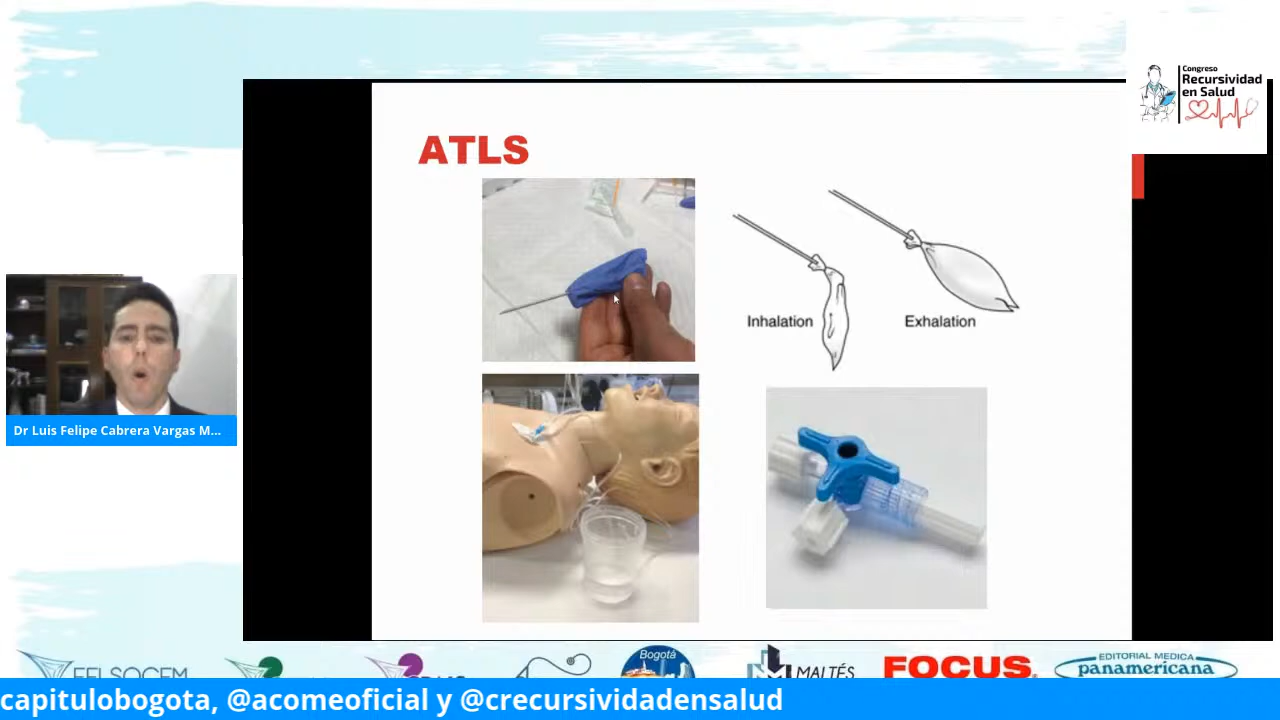 Congreso
Recursividad
en Salud
ATLS
Inhalation
Exhalation
Dr Luis Felipe Cabrera Vargas M...
Bogotá
MALTÉS
FOCUS
EDITORIAL MEDICA
panamericana
capitulobogota, @acomeoficial y @crecursividadensalud